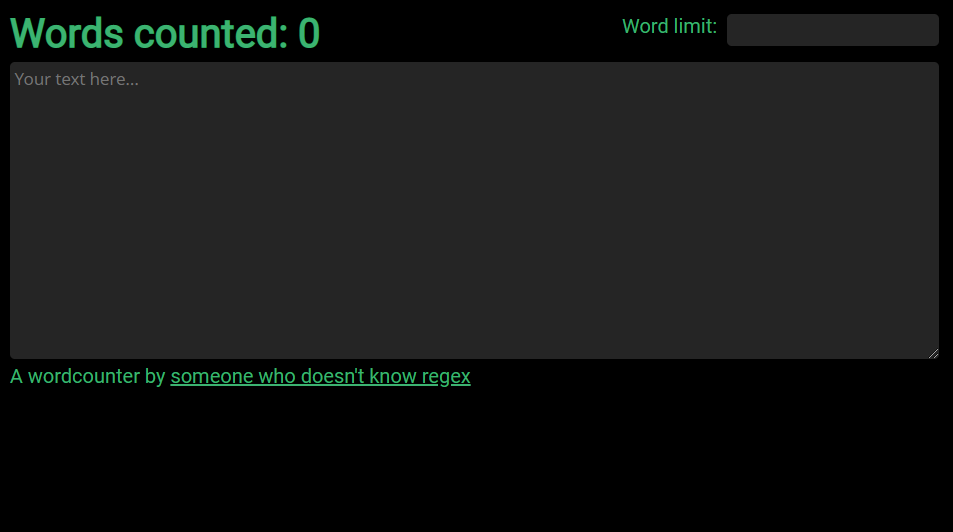 Words counted: 0
Word limit:
Your text here...
A wordcounter by someone who doesn't know regex